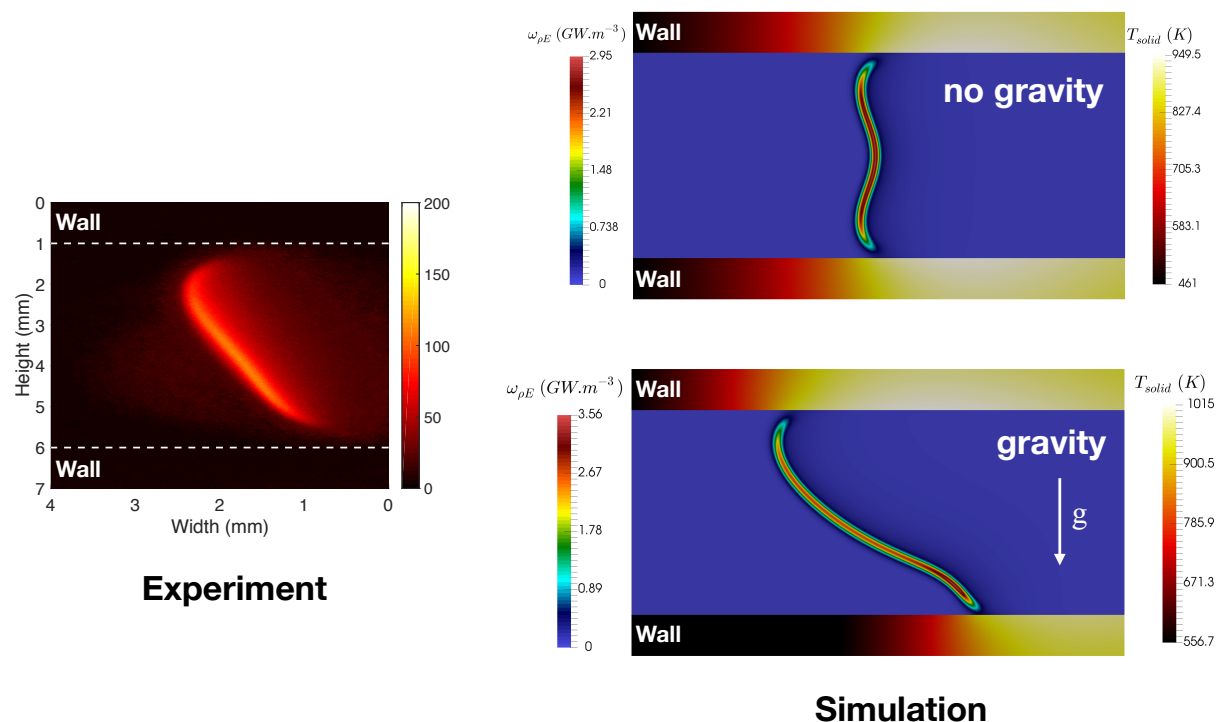 0
Wall
1
2
3
4
5
6
Wall
7
Height (mm)
4
3
2
1
0
Width (mm)
200
150
100
50
0
Experiment
ω_ρE (GW.m⁻³)
2.95
2.21
1.48
0.738
0
Wall
no gravity
Wall
T_solid (K)
949.5
827.4
705.3
583.1
461
ω_ρE (GW.m⁻³)
3.56
2.67
1.78
0.89
0
Wall
gravity
g
Wall
T_solid (K)
1015
900.5
785.9
671.3
556.7
Simulation